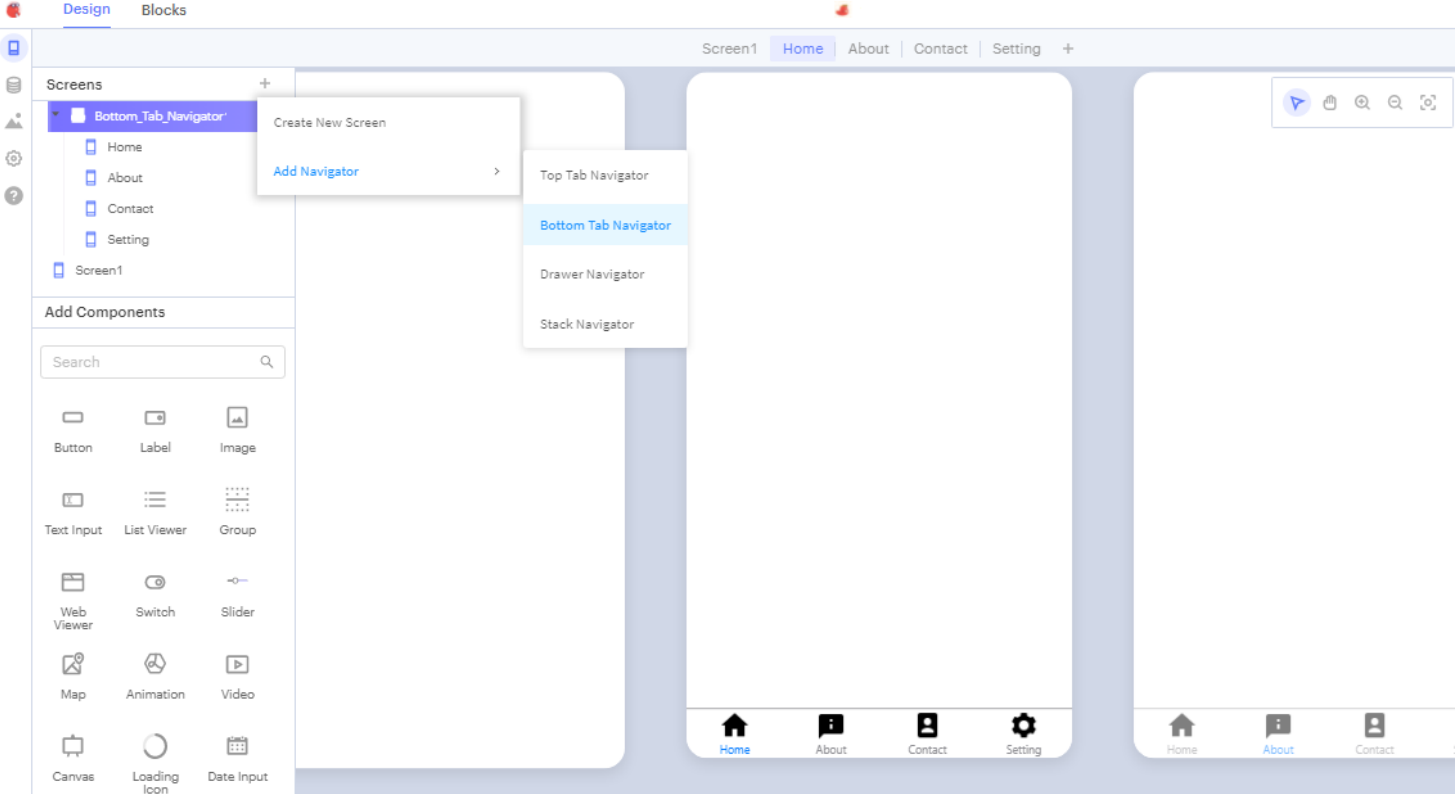 Design
Blocks
Screen1
Home
About
Contact
Setting
+
Screens
+
Bottom_Tab_Navigator
Home
About
Contact
Setting
Screen1
Create New Screen
Add Navigator
Top Tab Navigator
Bottom Tab Navigator
Drawer Navigator
Stack Navigator
Add Components
Search
Button
Label
Image
Text Input
List Viewer
Group
Web
Viewer
Switch
Slider
Map
Animation
Video
Canvas
Loading
Icon
Date Input
Home
About
Contact
Setting
Home
About
Contact